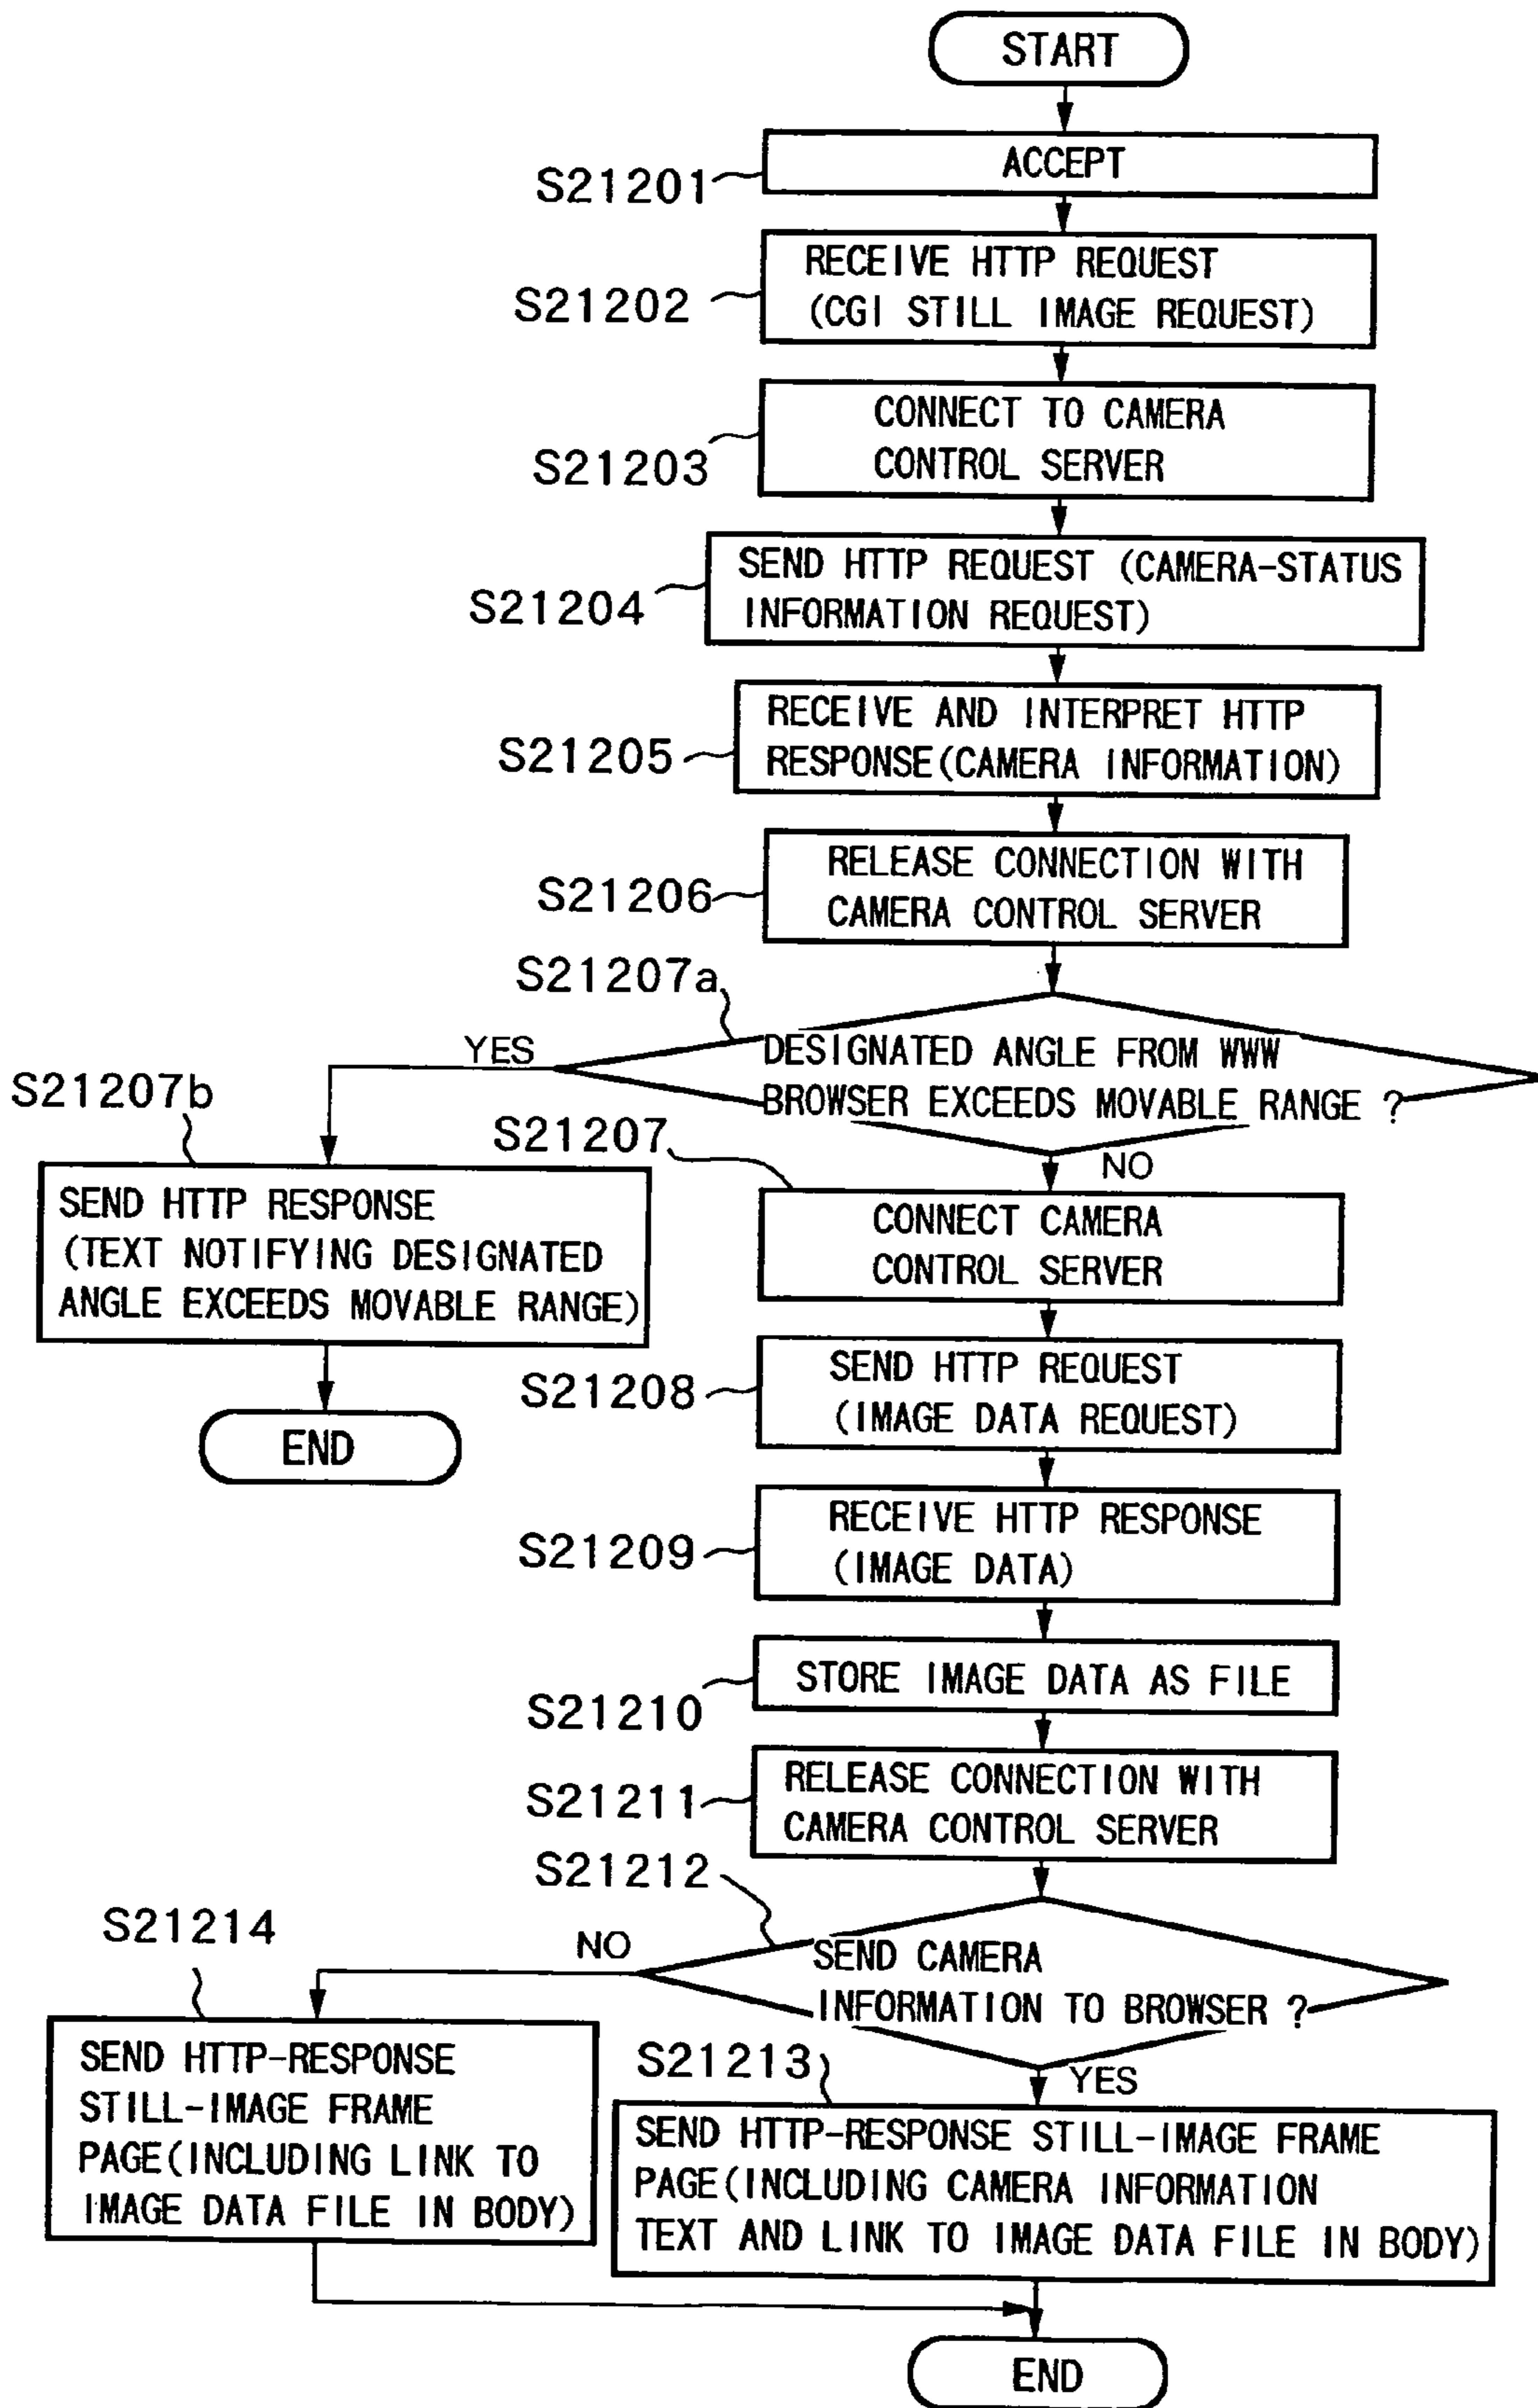 START
S21201
ACCEPT
S21202
RECEIVE HTTP REQUEST
(CGI STILL IMAGE REQUEST)
S21203
CONNECT TO CAMERA
CONTROL SERVER
S21204
SEND HTTP REQUEST (CAMERA-STATUS
INFORMATION REQUEST)
S21205
RECEIVE AND INTERPRET HTTP
RESPONSE(CAMERA INFORMATION)
S21206
RELEASE CONNECTION WITH
CAMERA CONTROL SERVER
S21207a
DESIGNATED ANGLE FROM WWW
BROWSER EXCEEDS MOVABLE RANGE ?
YES
S21207b
SEND HTTP RESPONSE
(TEXT NOTIFYING DESIGNATED
ANGLE EXCEEDS MOVABLE RANGE)
END
NO
S21207
CONNECT CAMERA
CONTROL SERVER
S21208
SEND HTTP REQUEST
(IMAGE DATA REQUEST)
S21209
RECEIVE HTTP RESPONSE
(IMAGE DATA)
S21210
STORE IMAGE DATA AS FILE
S21211
RELEASE CONNECTION WITH
CAMERA CONTROL SERVER
S21212
SEND CAMERA
INFORMATION TO BROWSER ?
NO
S21214
SEND HTTP-RESPONSE
STILL-IMAGE FRAME
PAGE(INCLUDING LINK TO
IMAGE DATA FILE IN BODY)
YES
S21213
SEND HTTP-RESPONSE STILL-IMAGE FRAME
PAGE(INCLUDING CAMERA INFORMATION
TEXT AND LINK TO IMAGE DATA FILE IN BODY)
END